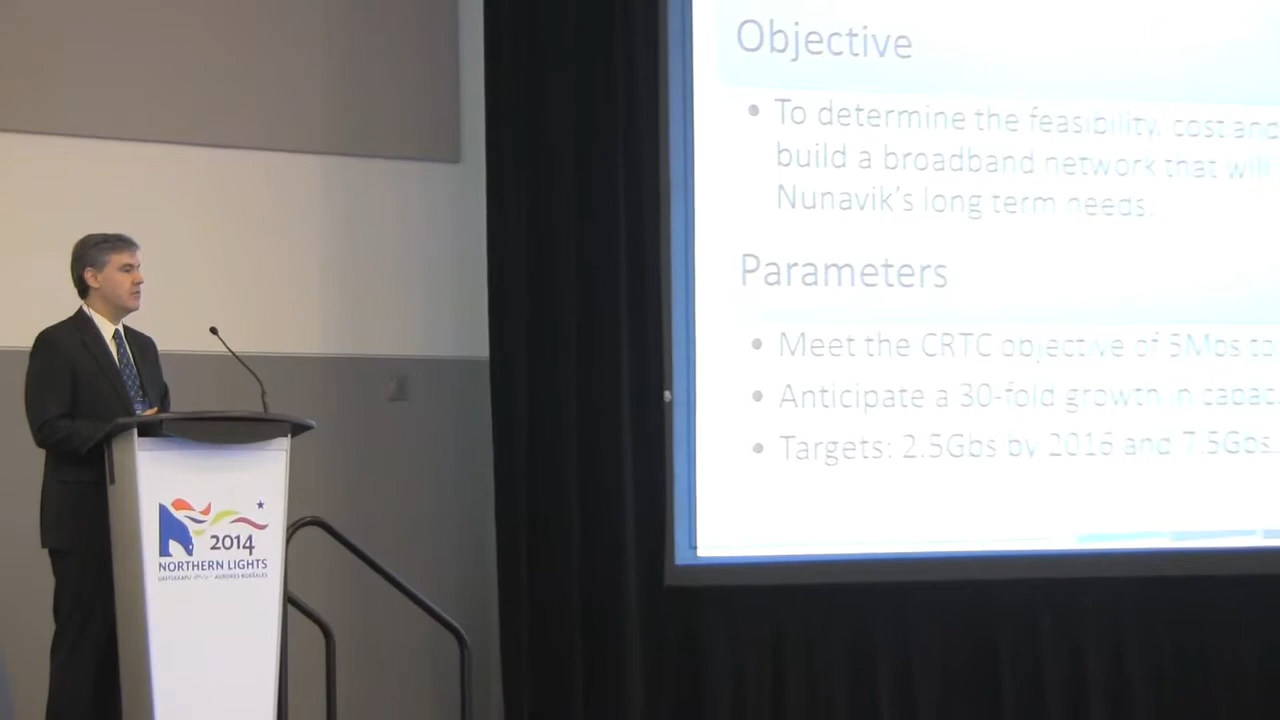 Objective
• To determine the feasibility, cost and
build a broadband network that will
Nunavik's long term needs.
Parameters
• Meet the CRTC objective of 5Mbs to
• Anticipate a 30-fold growth in capac
• Targets: 2.5Gbs by 2016 and 7.5Gbs
2014
NORTHERN LIGHTS
AURORES BORÉALES